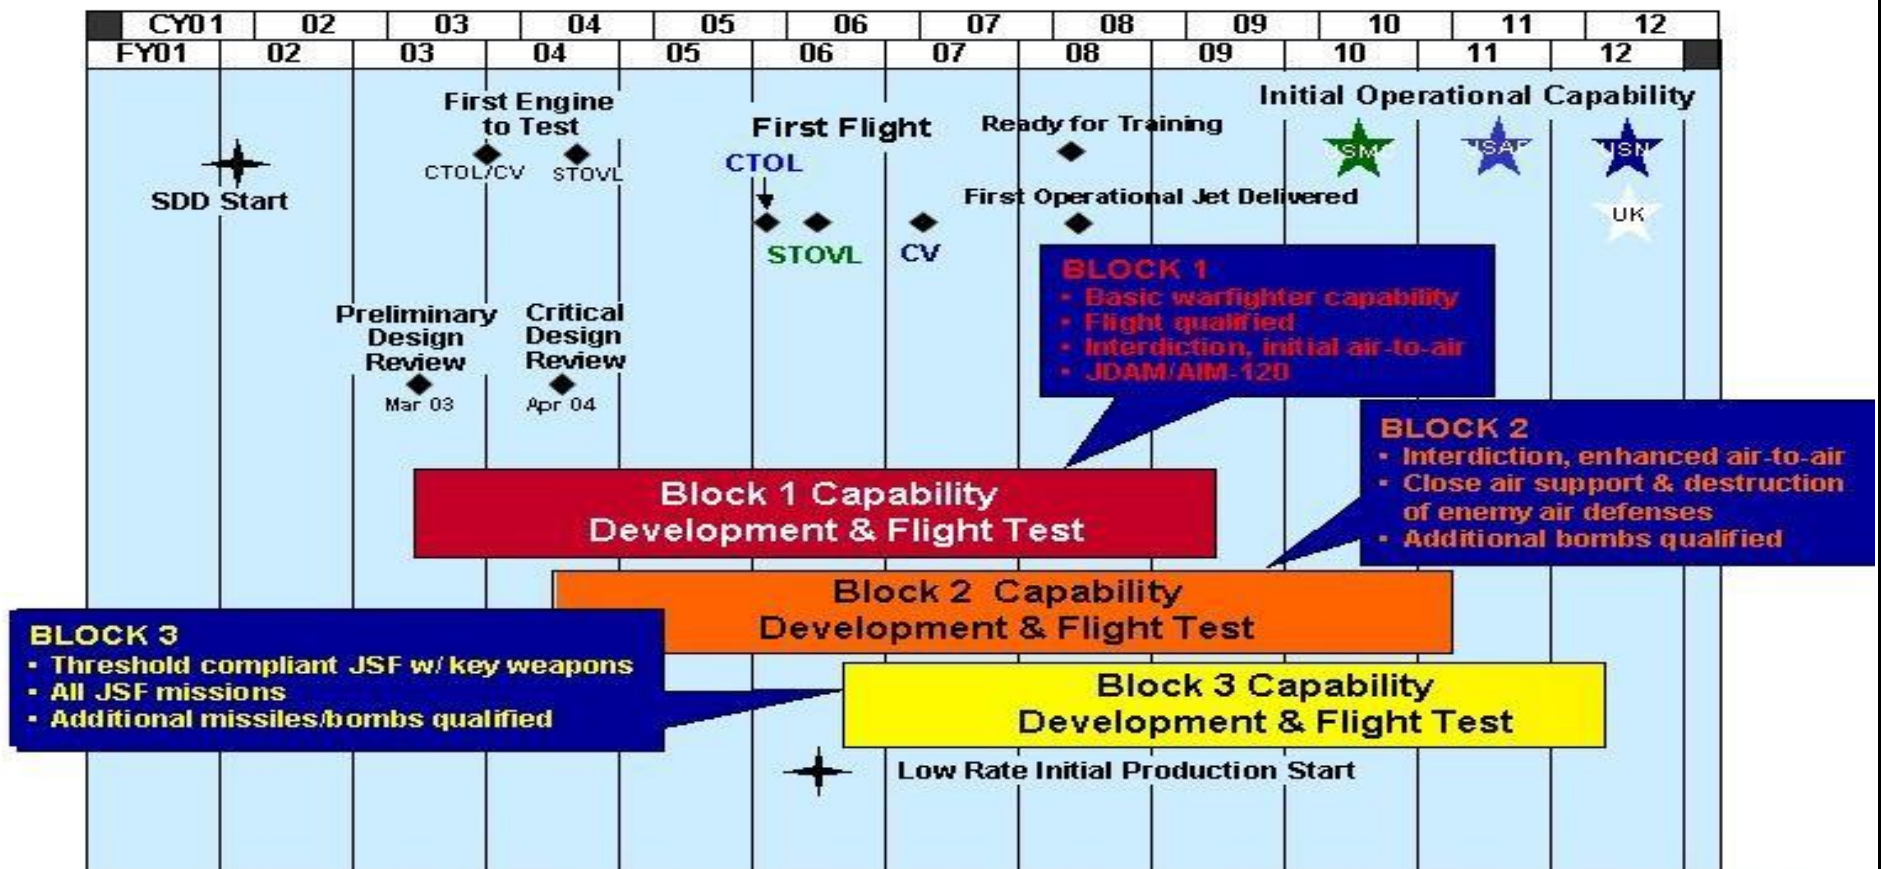 CY01 02 03 04 05 06 07 08 09 10 11 12
FY01 02 03 04 05 06 07 08 09 10 11 12
First Engine
to Test
CTOL/CV
STOVL
SDD Start
First Flight
CTOL
STOVL
CV
Ready for Training
First Operational Jet Delivered
Initial Operational Capability
USMC
USAF
USN
UK
Preliminary
Design
Review
Mar 03
Critical
Design
Review
Apr 04
BLOCK 1
▪ Basic warfighter capability
▪ Flight qualified
▪ Interdiction, initial air-to-air
▪ JDAM/AIM-120
BLOCK 2
▪ Interdiction, enhanced air-to-air
▪ Close air support & destruction
of enemy air defenses
▪ Additional bombs qualified
Block 1 Capability
Development & Flight Test
Block 2 Capability
Development & Flight Test
BLOCK 3
▪ Threshold compliant JSF w/ key weapons
▪ All JSF missions
▪ Additional missiles/bombs qualified
Block 3 Capability
Development & Flight Test
Low Rate Initial Production Start